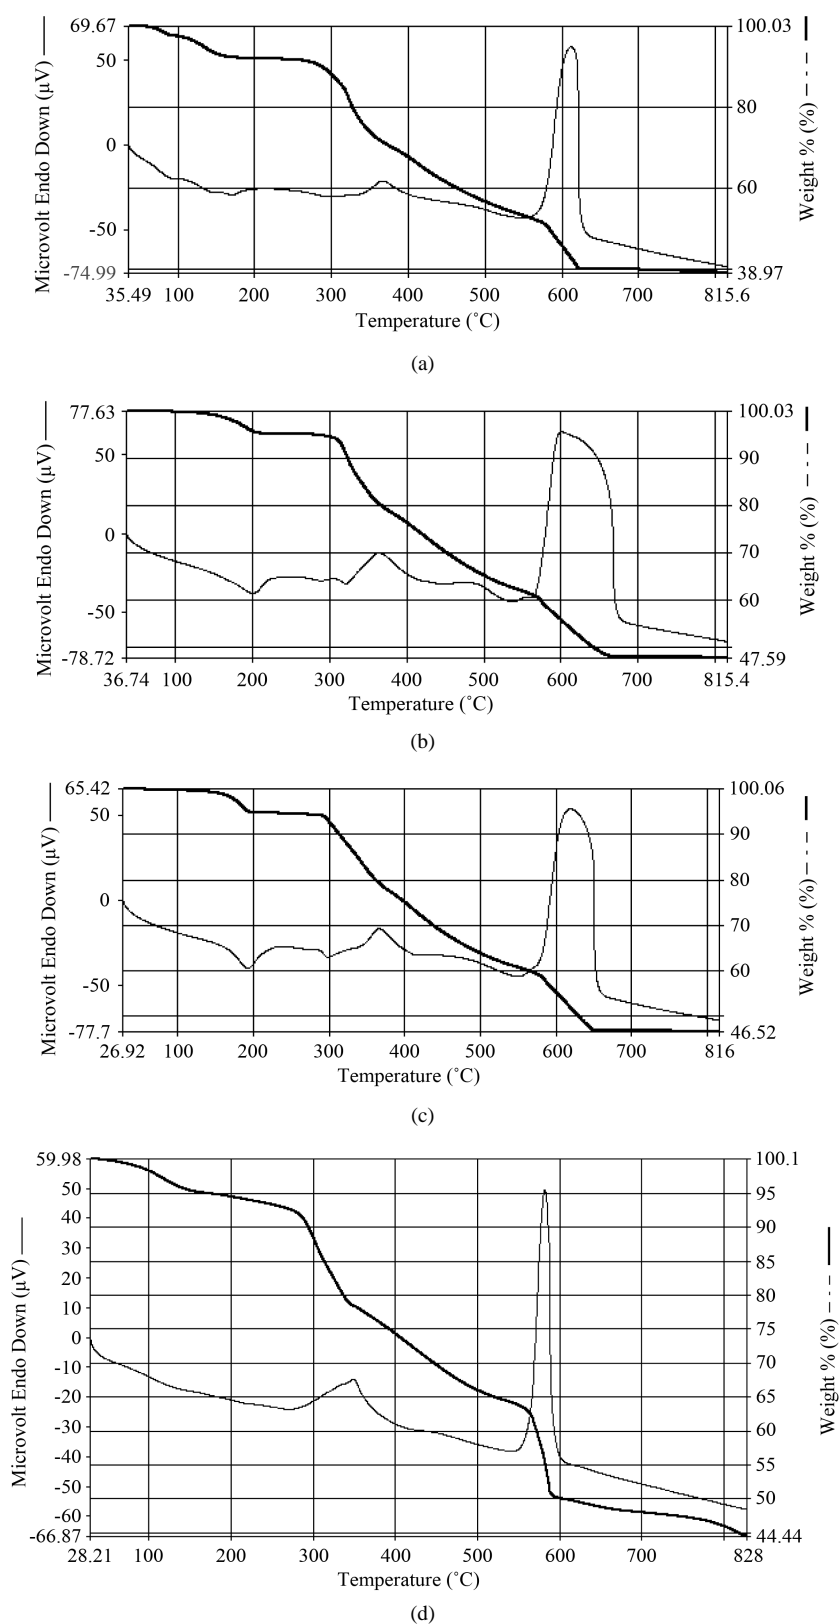 69.67 100.03
50
80
0
60
-50
-74.99 38.97
35.49 100 200 300 400 500 600 700 815.6
Temperature (˚C)
Microvolt Endo Down (μV)
Weight % (%)
(a)
77.63 100.03
50 90
80
0
70
-50 60
-78.72 47.59
36.74 100 200 300 400 500 600 700 815.4
Temperature (˚C)
Microvolt Endo Down (μV)
Weight % (%)
(b)
65.42 100.06
50
90
80
0
70
60
-50
-77.7 46.52
26.92 100 200 300 400 500 600 700 816
Temperature (˚C)
Microvolt Endo Down (μV)
Weight % (%)
(c)
59.98 100.1
50 95
40 90
30
85
20
80
10
75
0
70
-10
-20 65
-30 60
-40 55
-50 50
-60
-66.87 44.44
28.21 100 200 300 400 500 600 700 828
Temperature (˚C)
Microvolt Endo Down (μV)
Weight % (%)
(d)